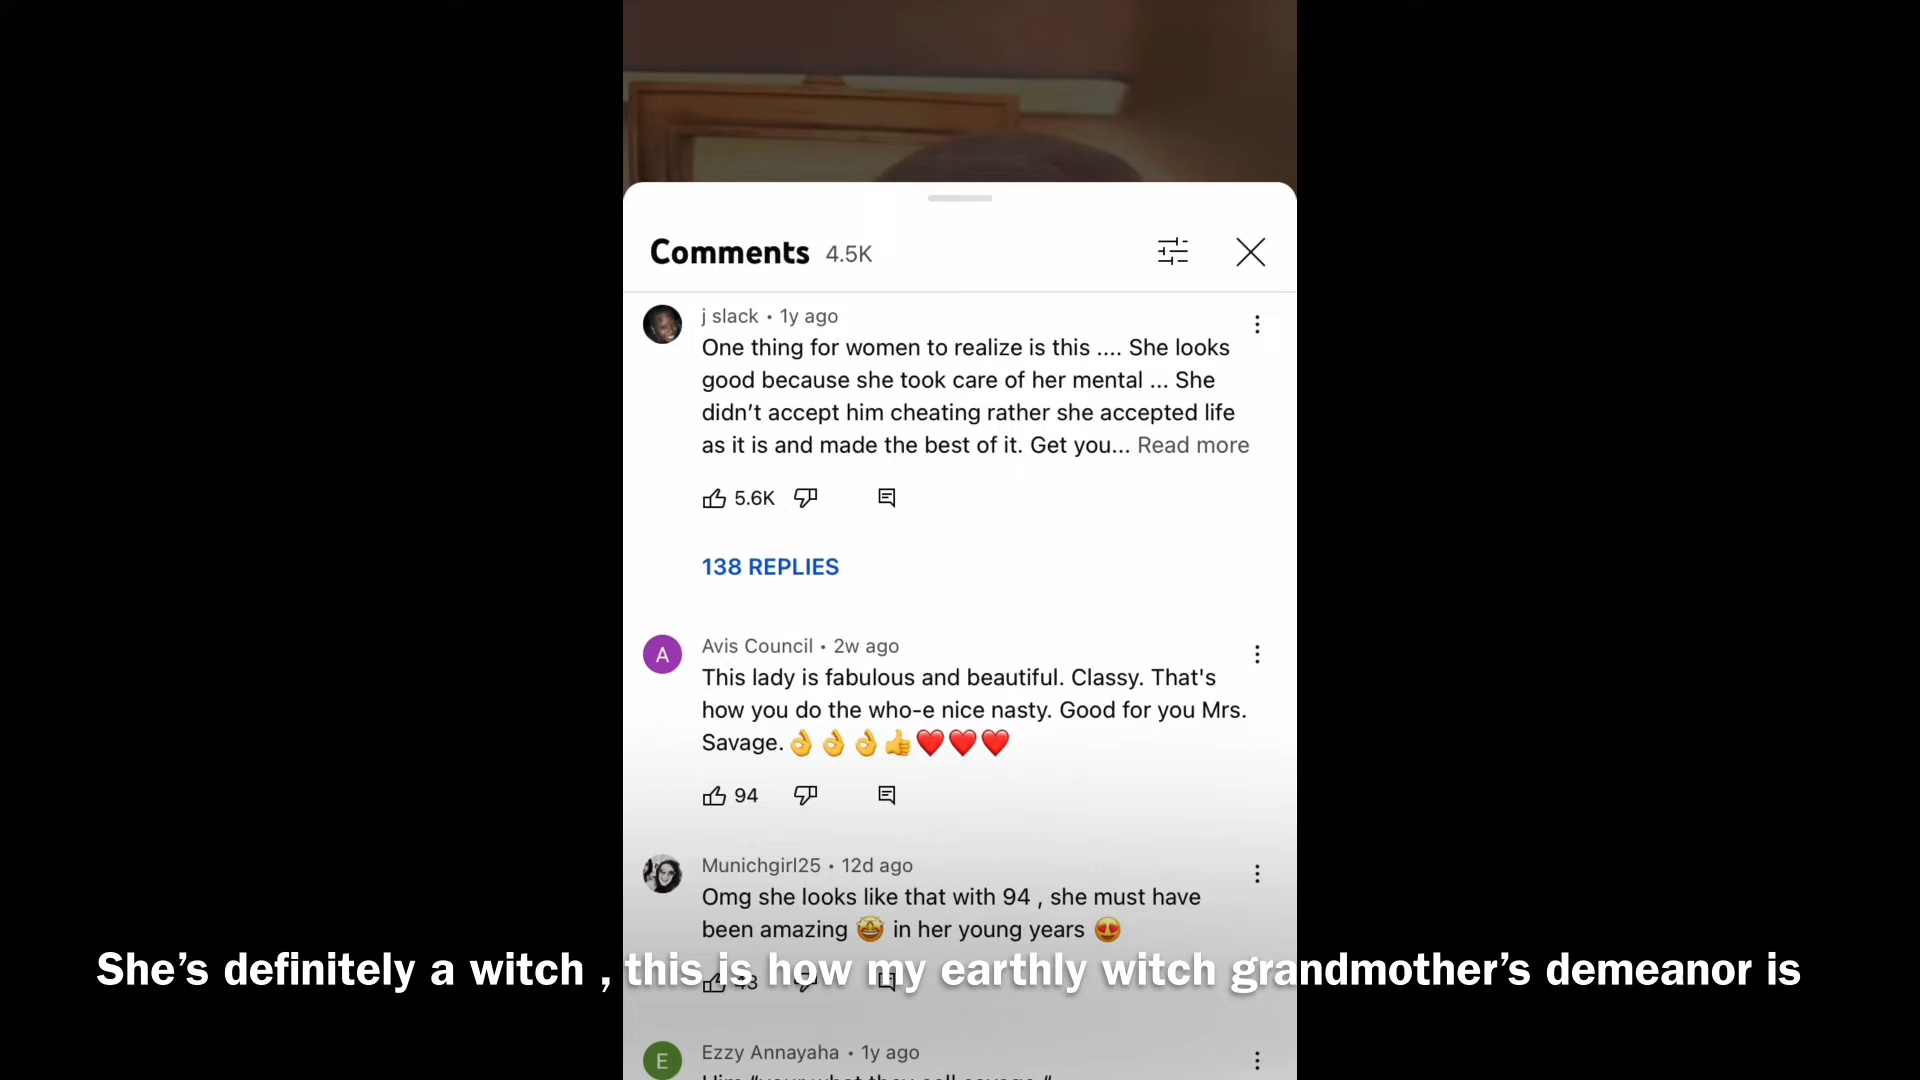 Comments 4.5K
j slack • 1y ago
One thing for women to realize is this .... She looks
good because she took care of her mental ... She
didn’t accept him cheating rather she accepted life
as it is and made the best of it. Get you... Read more
5.6K
138 REPLIES
A
Avis Council • 2w ago
This lady is fabulous and beautiful. Classy. That's
how you do the who-e nice nasty. Good for you Mrs.
Savage. 👌👌👌👍❤️❤️❤️
94
Munichgirl25 • 12d ago
Omg she looks like that with 94 , she must have
been amazing 🤩 in her young years 😍
She’s definitely a witch , this is how my earthly witch grandmother’s demeanor is
E
Ezzy Annayaha • 1y ago